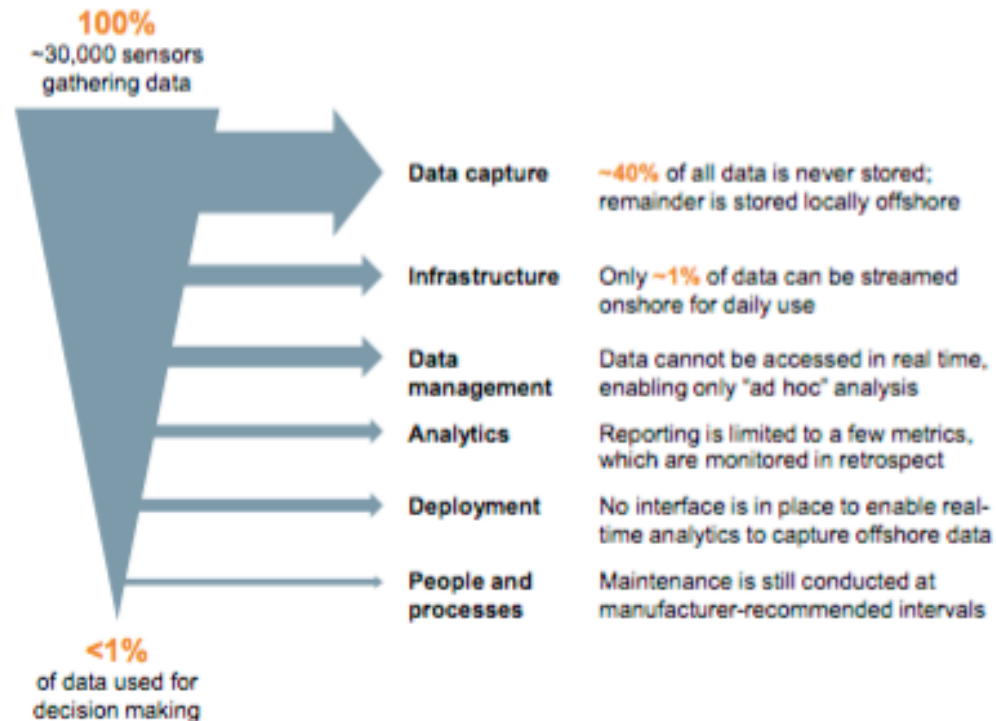 100%
~30,000 sensors
gathering data
Data capture
~40% of all data is never stored;
remainder is stored locally offshore
Infrastructure
Only ~1% of data can be streamed
onshore for daily use
Data
management
Data cannot be accessed in real time,
enabling only "ad hoc" analysis
Analytics
Reporting is limited to a few metrics,
which are monitored in retrospect
Deployment
No interface is in place to enable real-
time analytics to capture offshore data
People and
processes
Maintenance is still conducted at
manufacturer-recommended intervals
<1%
of data used for
decision making